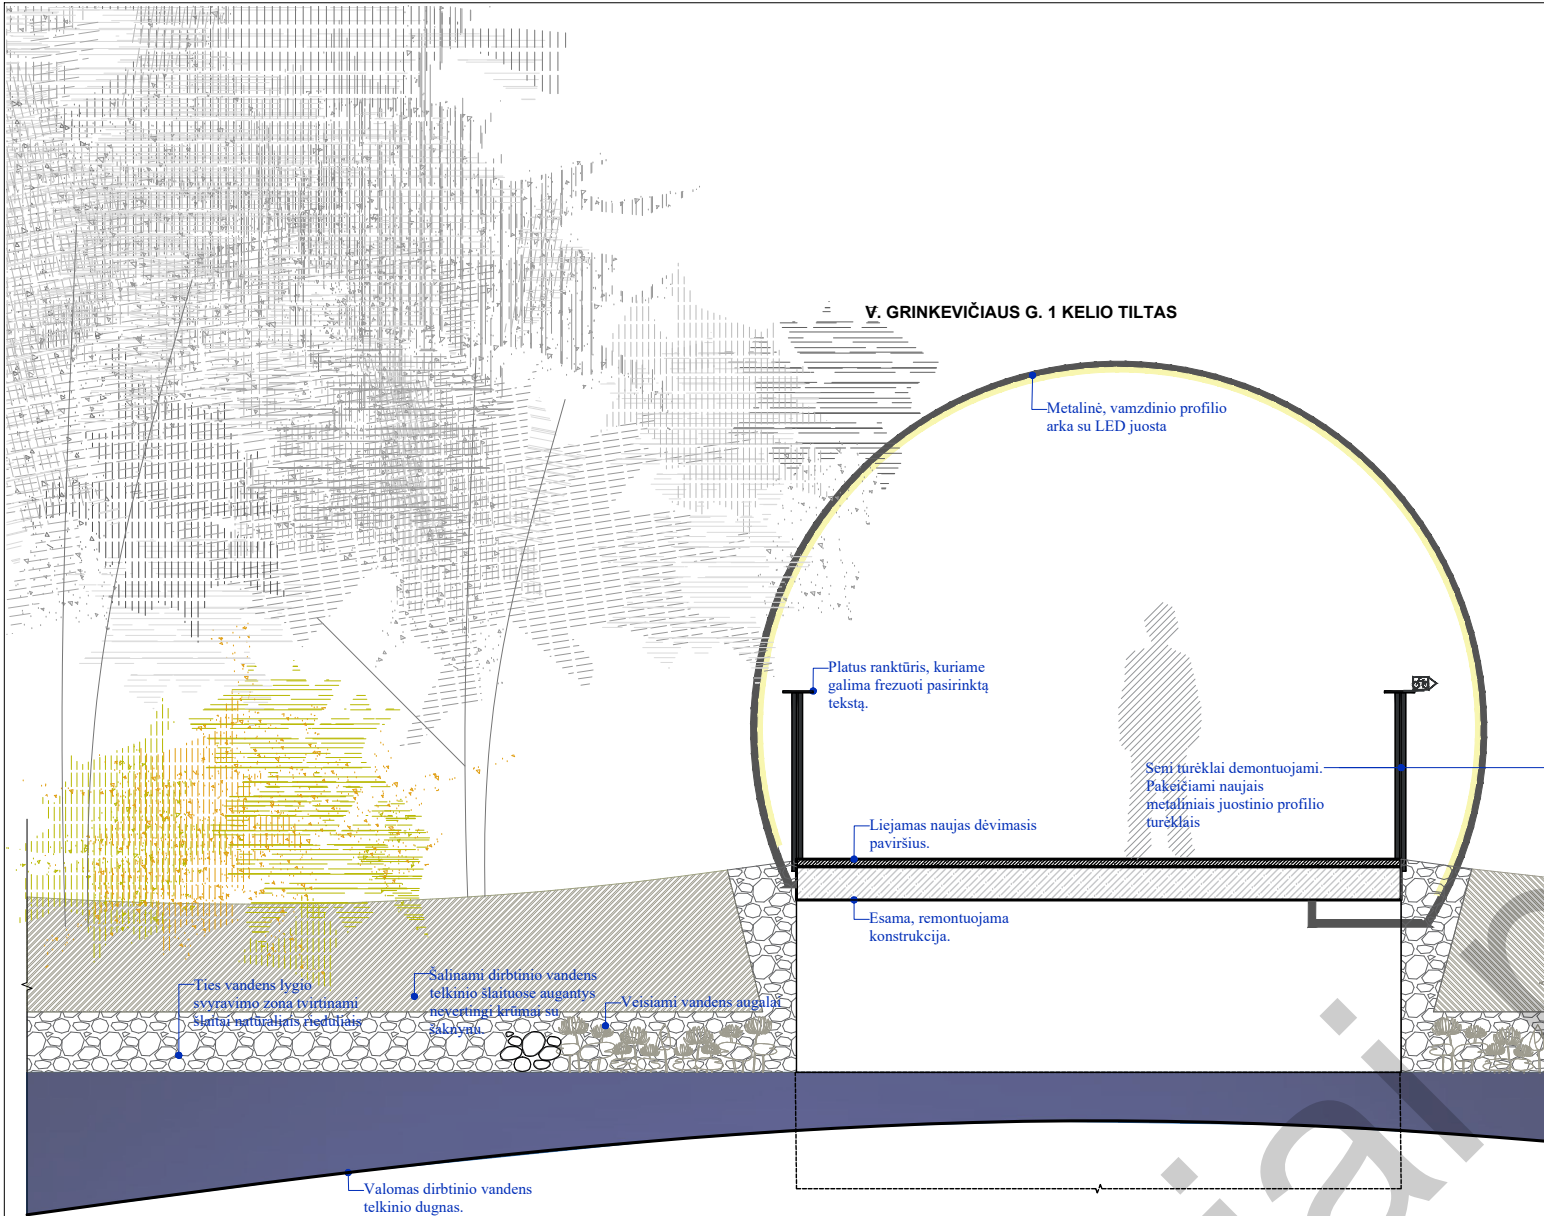 V. GRINKEVIČIAUS G. 1 KELIO TILTAS
Metalinė, vamzdinio profilio
arka su LED juosta
Platus ranktūris, kuriame
galima frezuoti pasirinktą
tekstą.
Seni turėklai demontuojami.
Pakeičiami naujais
metaliniais juostinio profilio
turėklais
Liejamas naujas dėvimasis
paviršius.
Esama, remontuojama
konstrukcija.
Ties vandens lygio
svyravimo zona tvirtinami
šlaitai natūraliais rieduliais
Šalinami dirbtinio vandens
telkinio šlaituose augantys
nevertingi krūmai su
šaknymi.
Veisiami vandens augalai
Valomas dirbtinio vandens
telkinio dugnas.